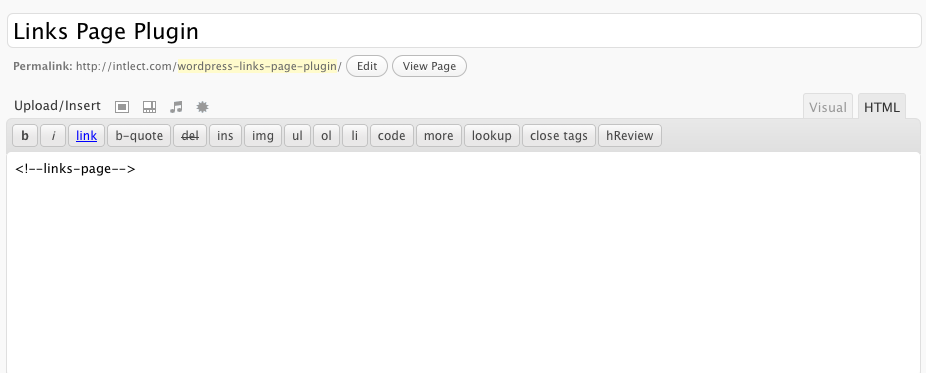 Links Page Plugin
Permalink: http://intlect.com/wordpress-links-page-plugin/ Edit View Page
Upload/Insert Visual HTML
b i link b-quote del ins img ul ol li code more lookup close tags hReview
<!--links-page-->